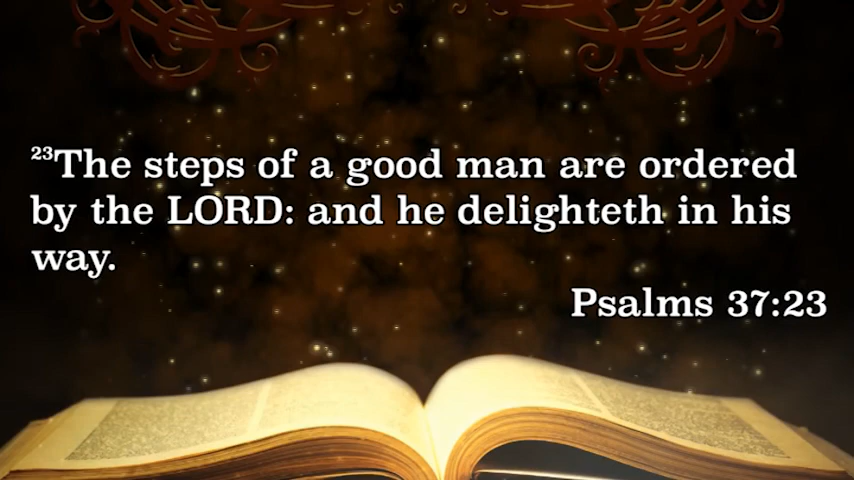 ²³The steps of a good man are ordered
by the LORD: and he delighteth in his
way.
Psalms 37:23